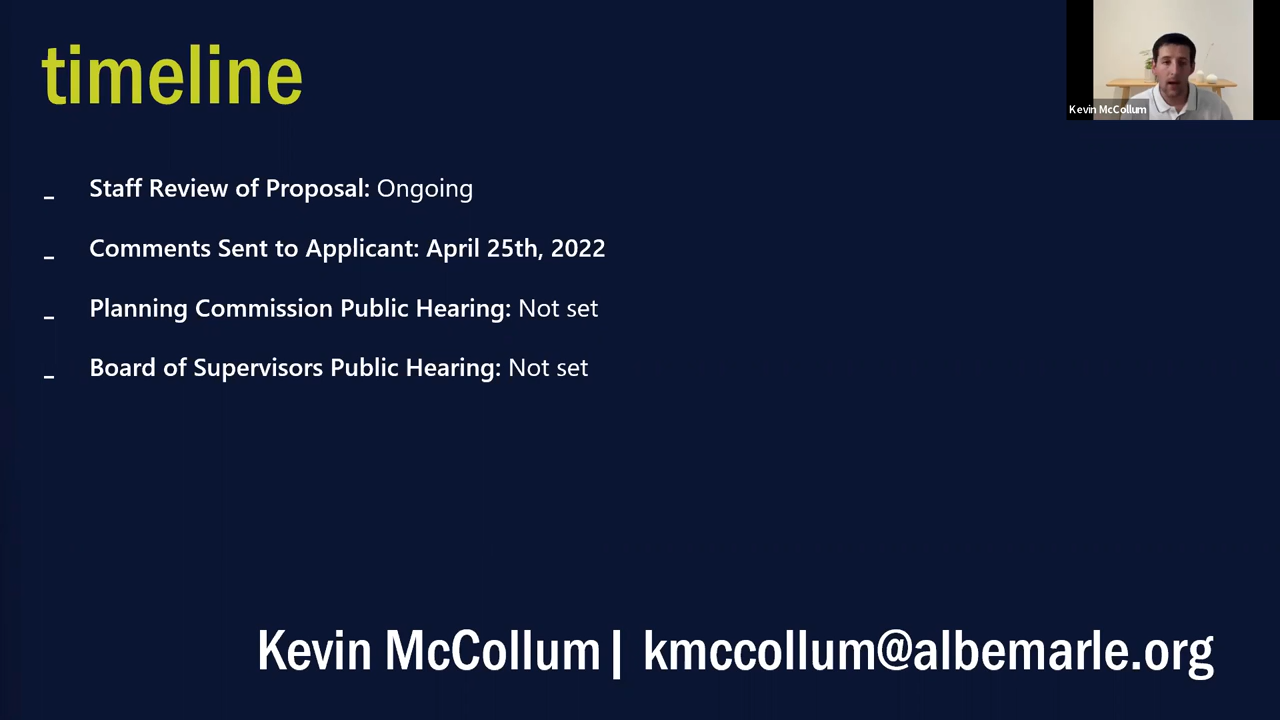 timeline
Kevin McCollum
_ Staff Review of Proposal: Ongoing
_ Comments Sent to Applicant: April 25th, 2022
_ Planning Commission Public Hearing: Not set
_ Board of Supervisors Public Hearing: Not set
Kevin McCollum| kmccollum@albemarle.org